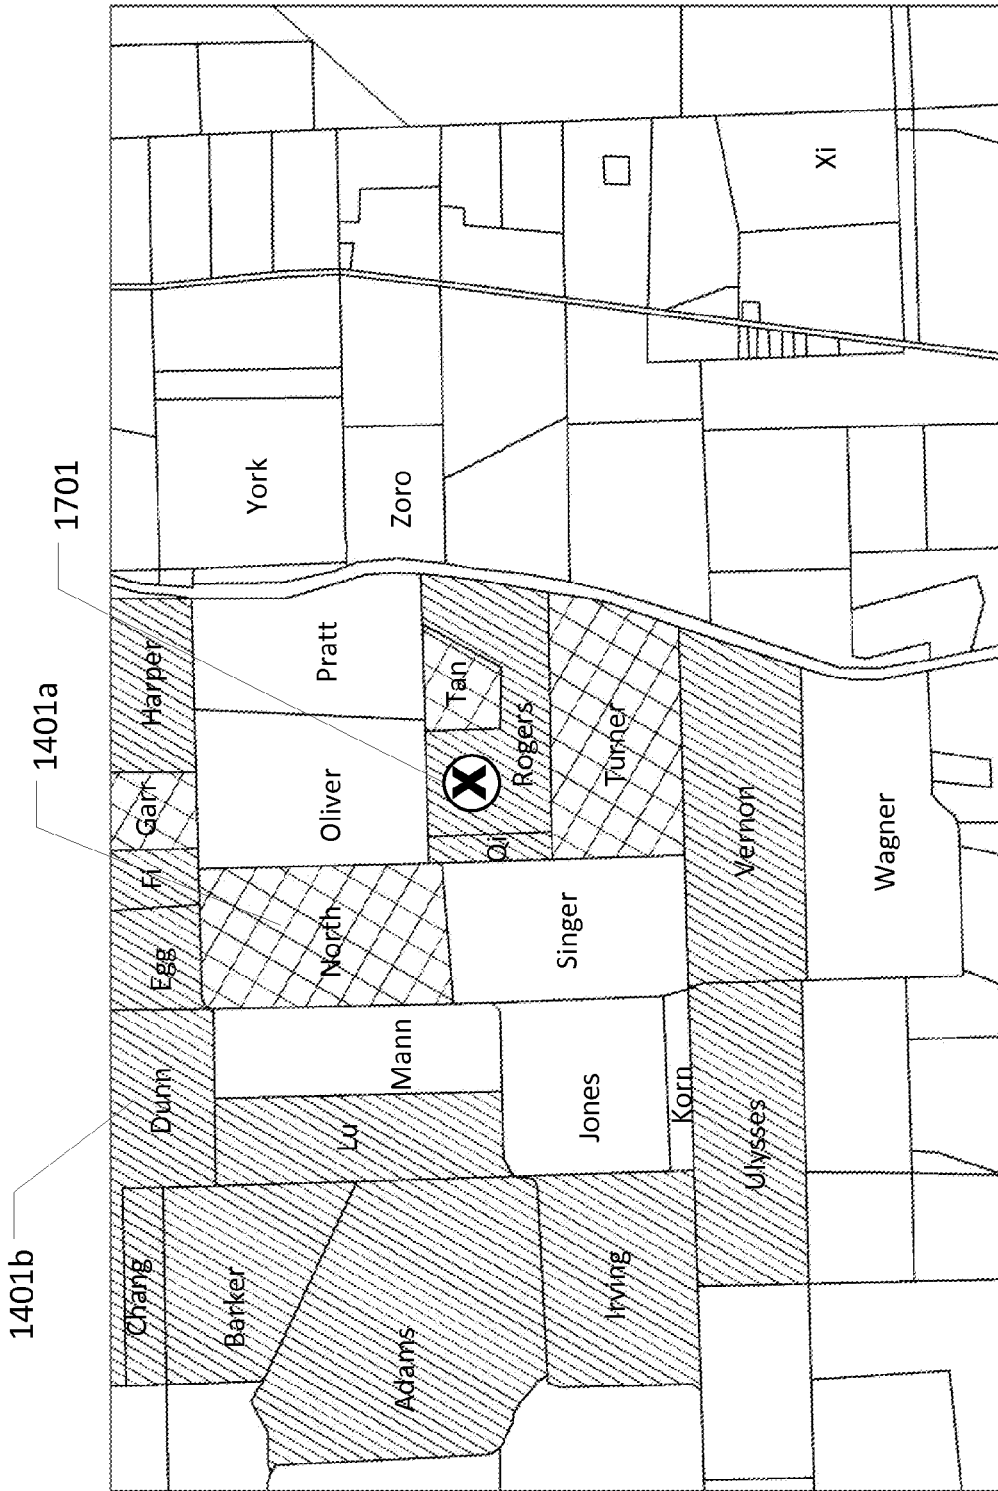 1401b
1401a
1701
Chang
Dunn
Egg
Fi
Garr
Harper
Barker
York
North
Oliver
Pratt
Lu
Mann
Adams
Zoro
Tan
X
Qi
Rogers
Singer
Jones
Irving
Turner
Korn
Vernon
Ulysses
Xi
Wagner